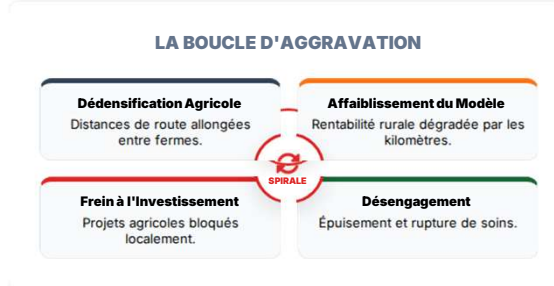 LA BOUCLE D'AGGRAVATION
Dédensification Agricole
Distances de route allongées
entre fermes.
Affaiblissement du Modèle
Rentabilité rurale dégradée par les
kilomètres.
SPIRALE
Frein à l'Investissement
Projets agricoles bloqués
localement.
Désengagement
Épuisement et rupture de soins.